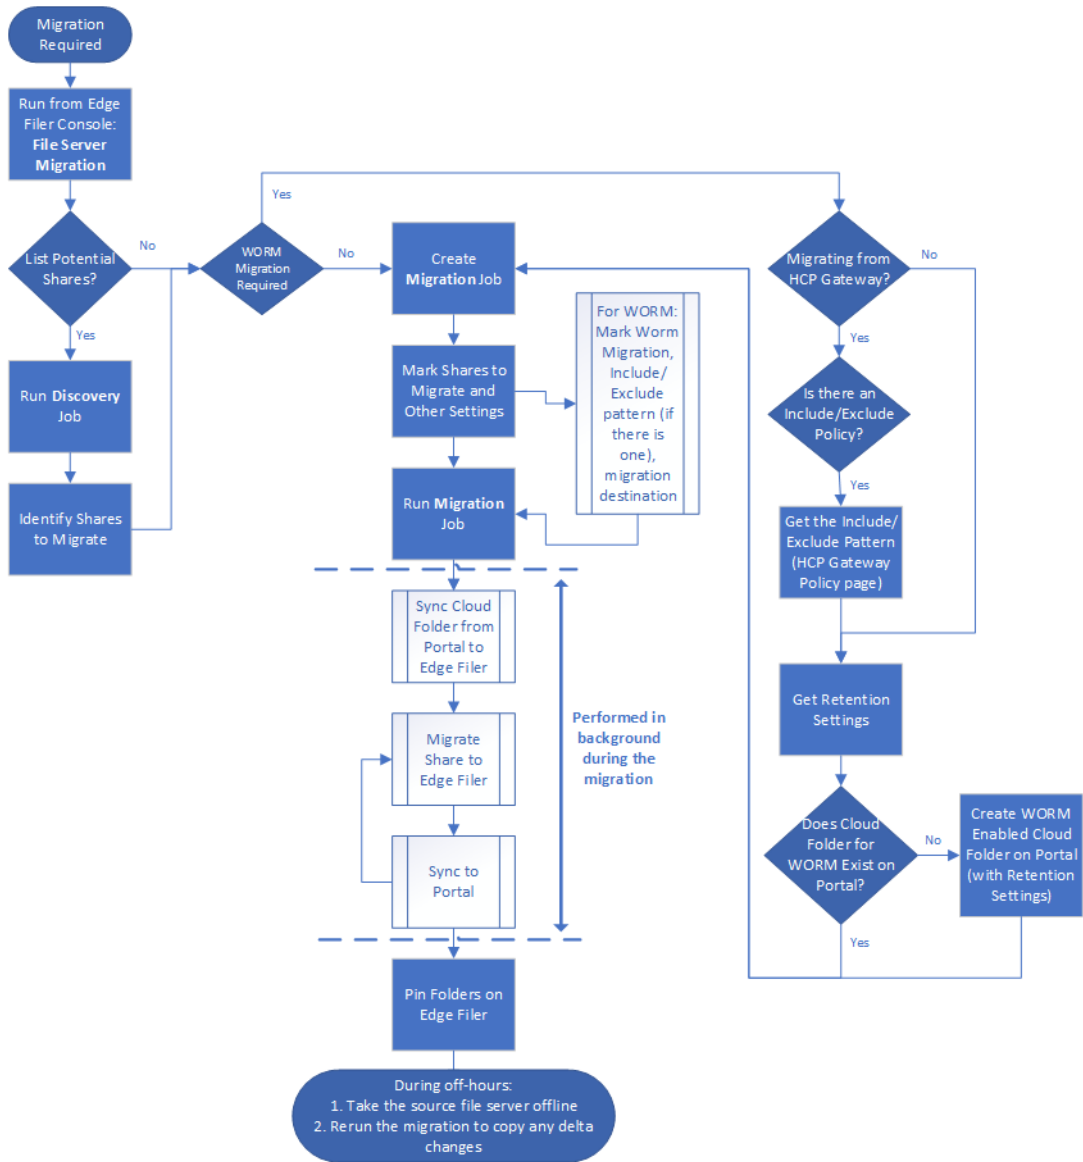 Migration
Required
Run from Edge
Filer Console:
File Server
Migration
List Potential
Shares?
No
Yes
Run Discovery
Job
Identify Shares
to Migrate
WORM
Migration
Required
Yes
No
Create
Migration Job
Mark Shares to
Migrate and
Other Settings
For WORM:
Mark Worm
Migration,
Include/
Exclude
pattern (if
there is
one),
migration
destination
Run Migration
Job
Sync Cloud
Folder from
Portal to
Edge Filer
Migrate
Share to
Edge Filer
Sync to
Portal
Performed in
background
during the
migration
Pin Folders on
Edge Filer
During off-hours:
1. Take the source file server offline
2. Rerun the migration to copy any delta
changes
Migrating from
HCP Gateway?
No
Yes
Is there an
Include/Exclude
Policy?
Yes
Get the Include/
Exclude Pattern
(HCP Gateway
Policy page)
Get Retention
Settings
Does Cloud
Folder for
WORM Exist on
Portal?
No
Yes
Create WORM
Enabled Cloud
Folder on Portal
(with Retention
Settings)